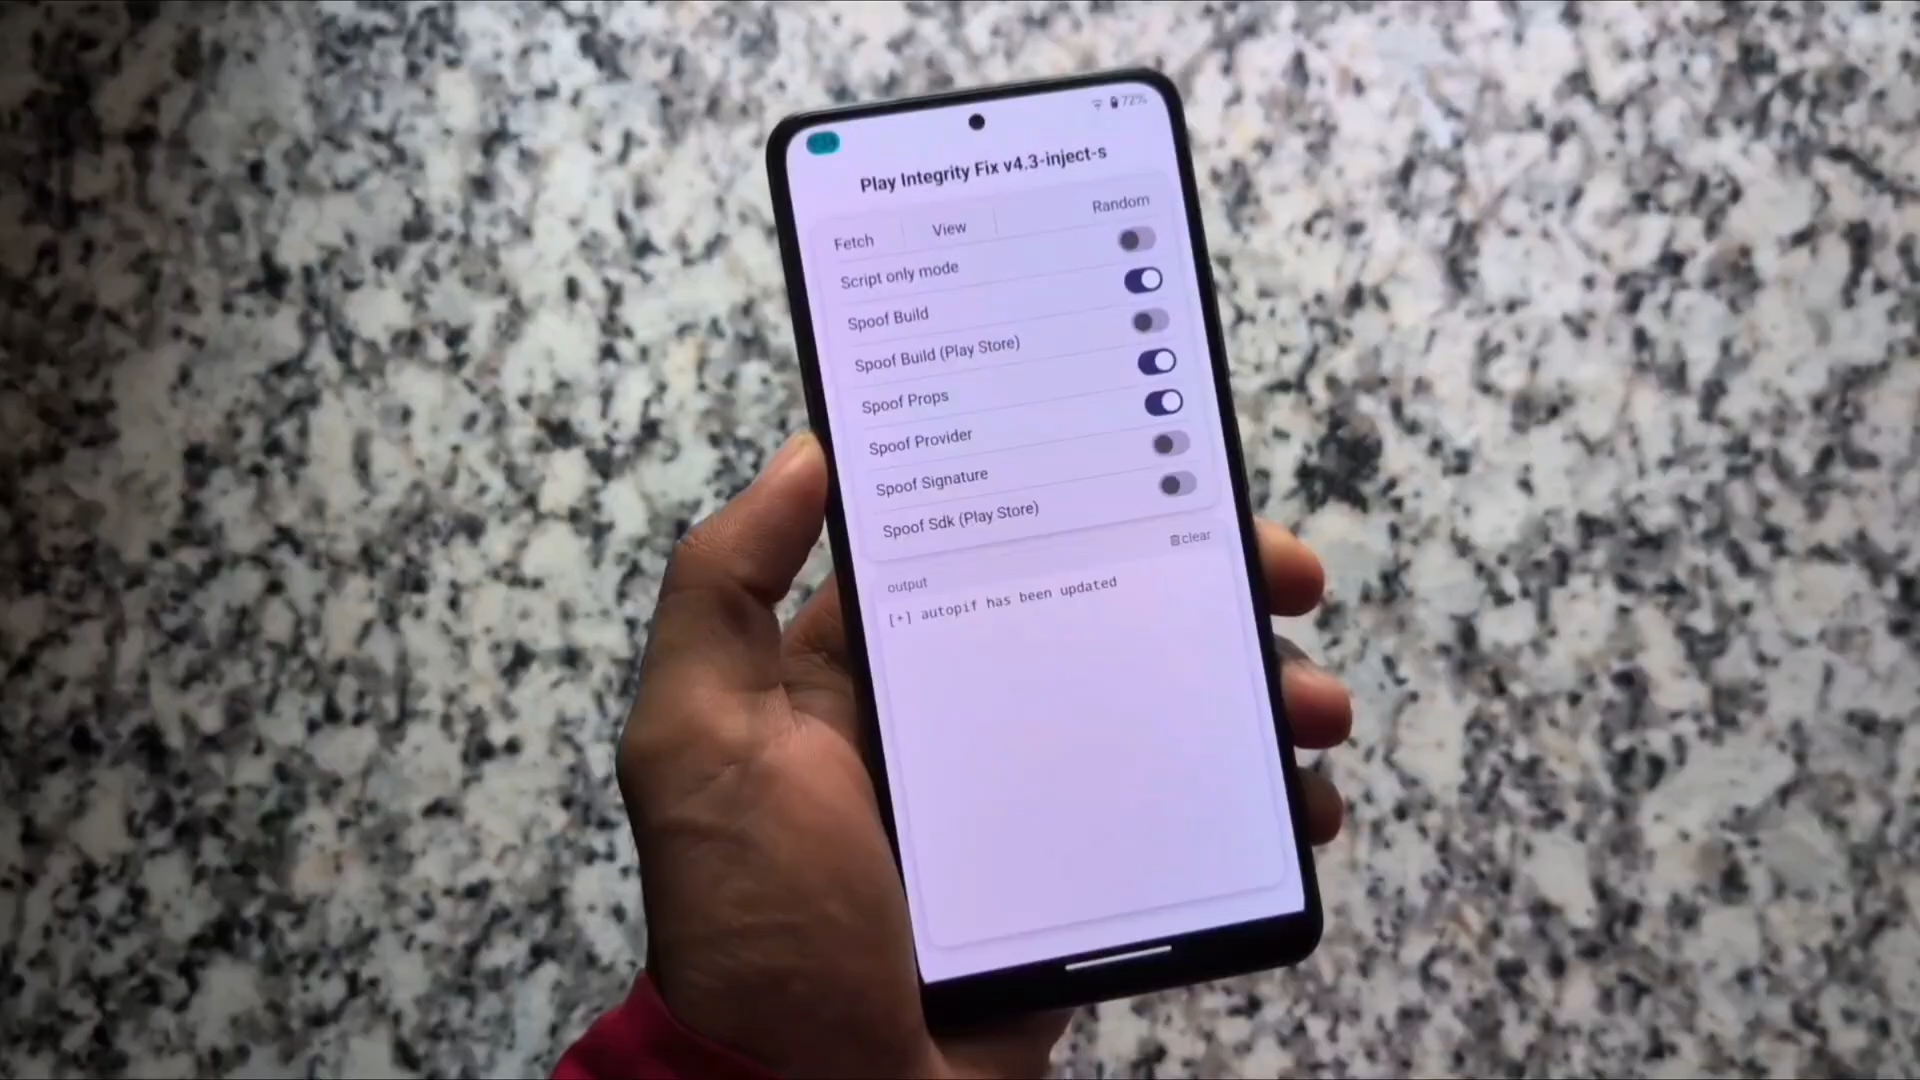 72%
Play Integrity Fix v4.3-inject-s
Fetch View Random
Script only mode
Spoof Build
Spoof Build (Play Store)
Spoof Props
Spoof Provider
Spoof Signature
Spoof Sdk (Play Store)
output clear
[+] autopif has been updated